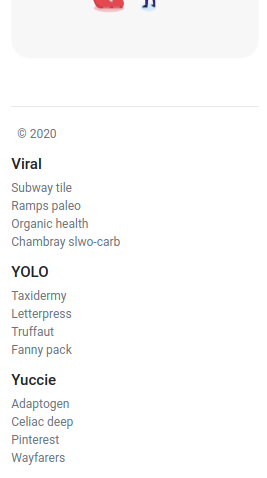 © 2020
Viral
Subway tile
Ramps paleo
Organic health
Chambray slwo-carb
YOLO
Taxidermy
Letterpress
Truffaut
Fanny pack
Yuccie
Adaptogen
Celiac deep
Pinterest
Wayfarers